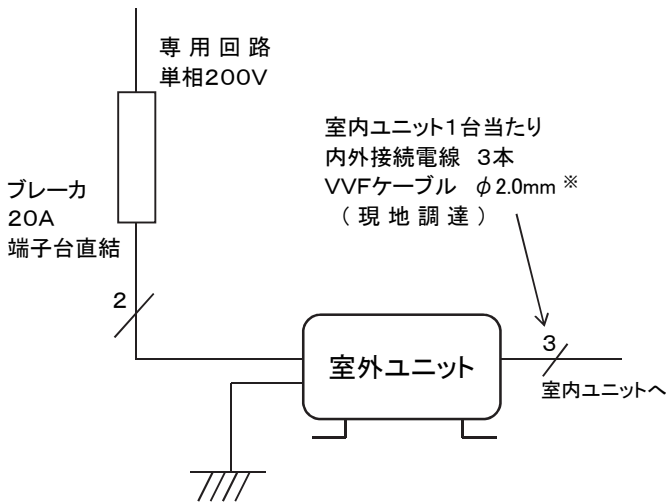 専用回路
単相200V
室内ユニット1台当たり
内外接続電線 3本
VVFケーブル φ2.0mm ※
（現地調達）
ブレーカ
20A
端子台直結
2
3
室外ユニット
室内ユニットへ